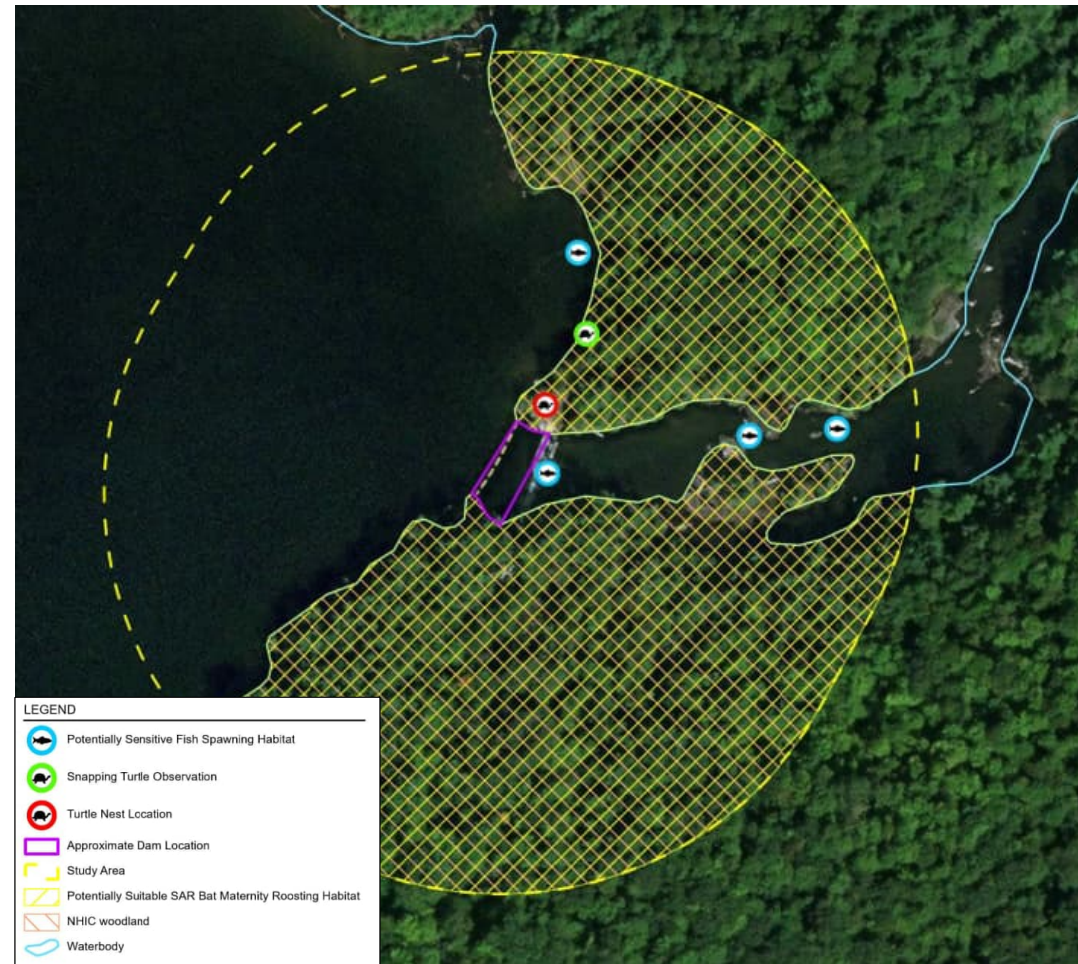 LEGEND
Potentially Sensitive Fish Spawning Habitat
Snapping Turtle Observation
Turtle Nest Location
Approximate Dam Location
Study Area
Potentially Suitable SAR Bat Maternity Roosting Habitat
NHIC woodland
Waterbody